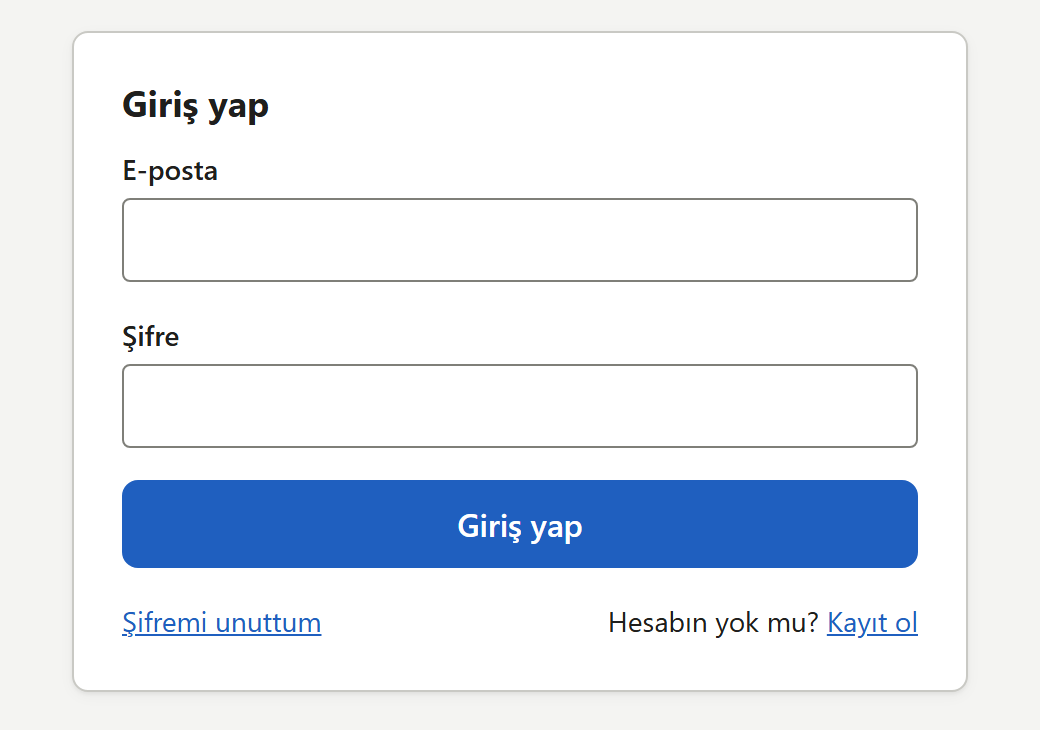 Giriş yap
E-posta
Şifre
Giriş yap
Şifremi unuttum
Hesabın yok mu? Kayıt ol